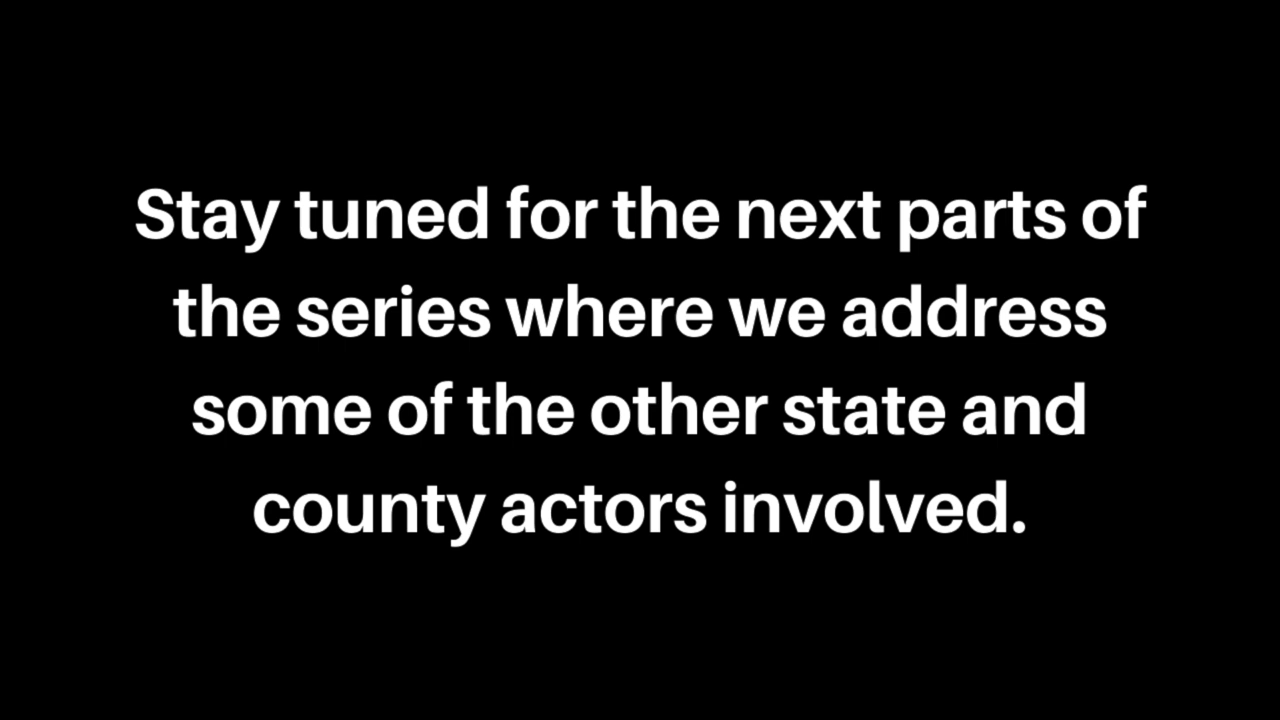 Stay tuned for the next parts of
the series where we address
some of the other state and
county actors involved.